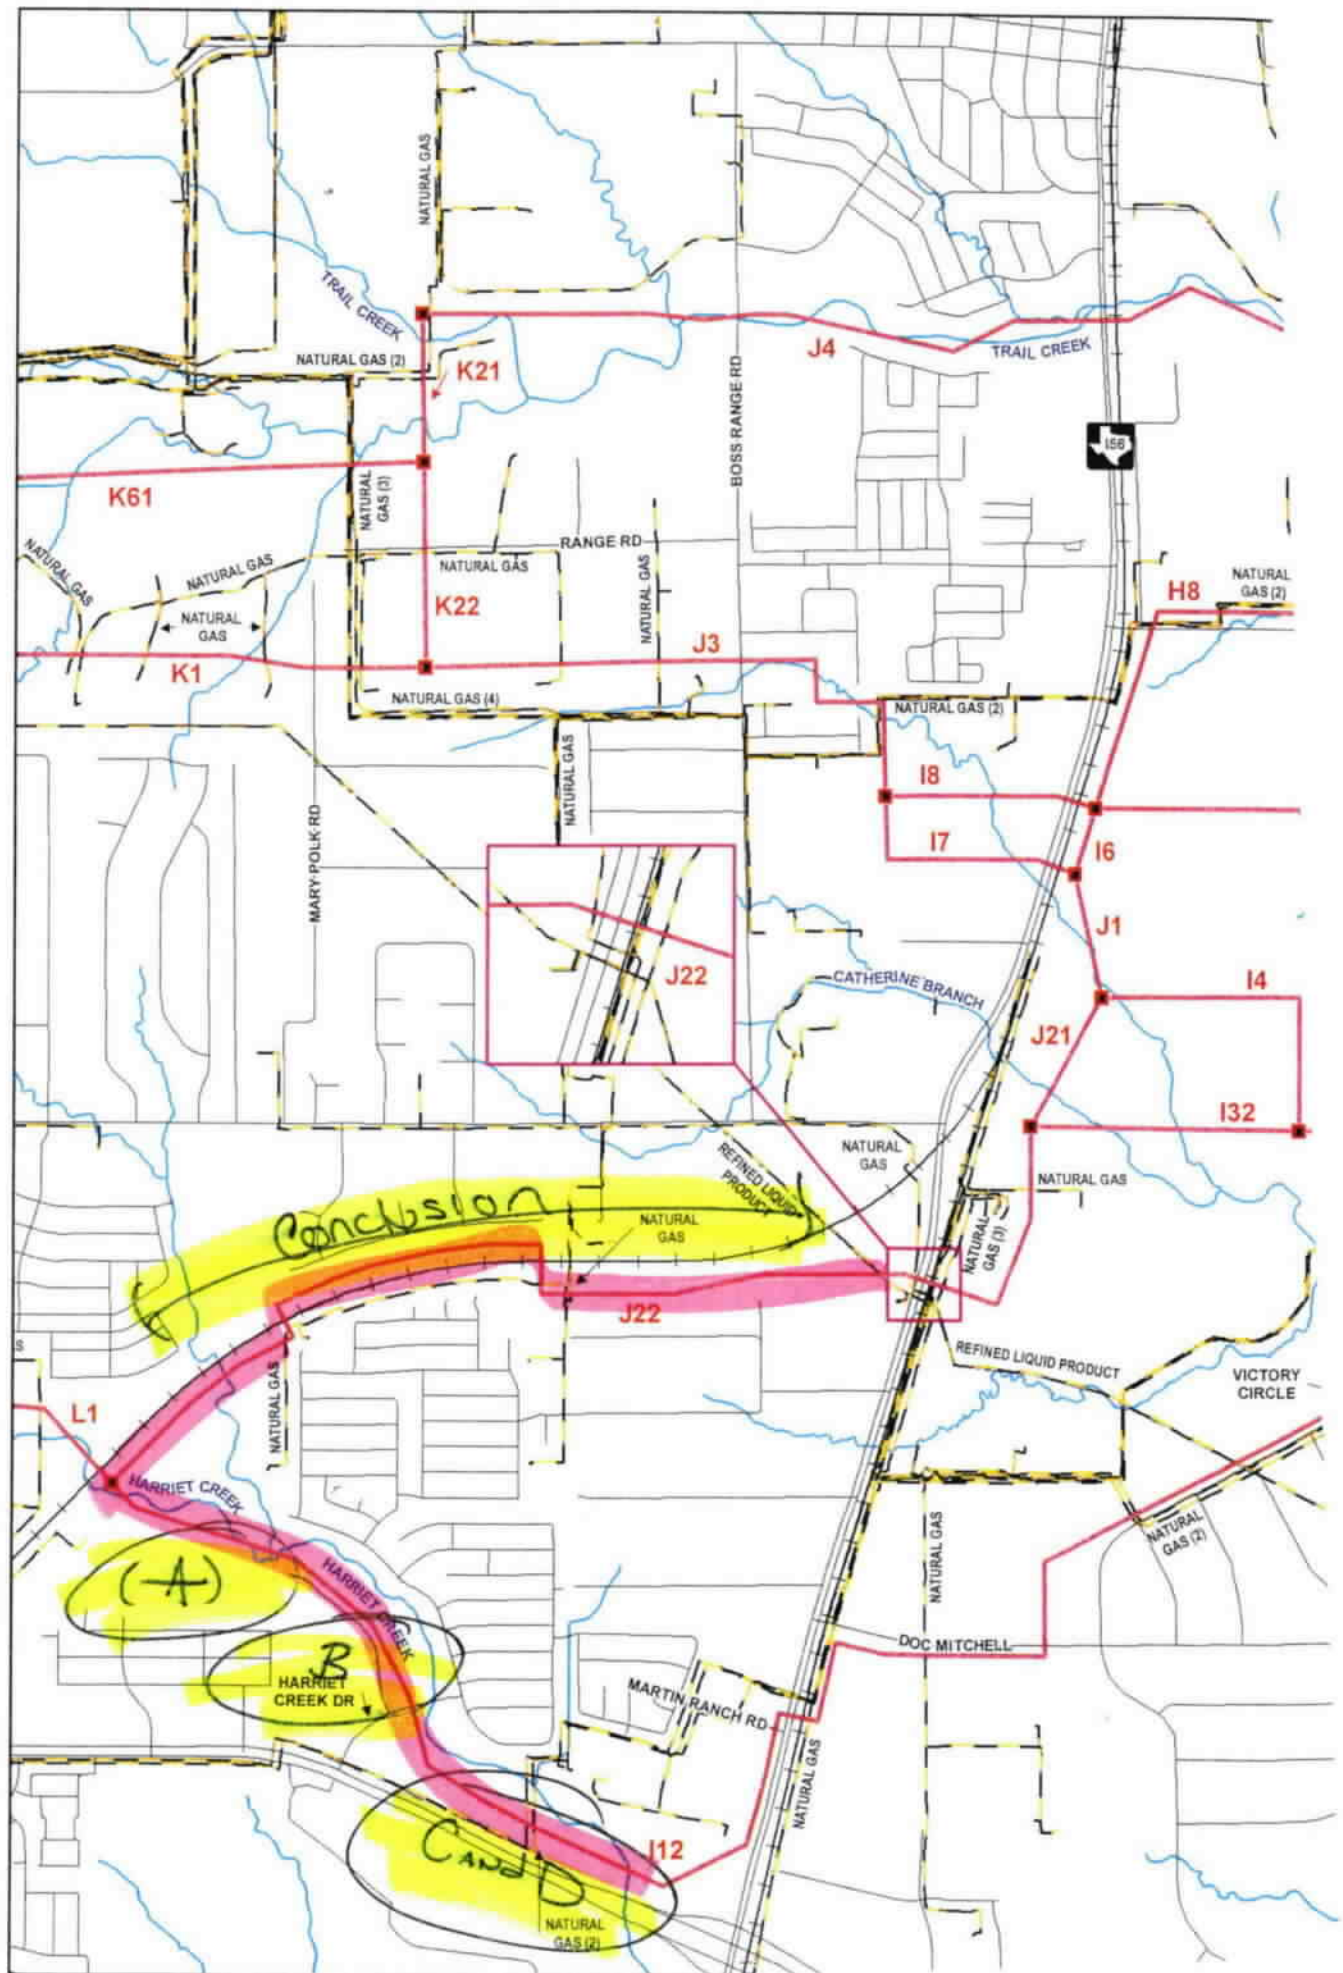 NATURAL GAS
TRAIL CREEK
NATURAL GAS (2)
K21
J4
TRAIL CREEK
BOSS RANGE RD
156
K61
NATURAL
GAS (3)
NATURAL GAS
NATURAL GAS
RANGE RD
NATURAL GAS
NATURAL GAS
H8
NATURAL
GAS (2)
NATURAL
GAS
K22
K1
J3
NATURAL GAS (4)
NATURAL GAS (2)
NATURAL GAS
I8
I7
I6
MARY POLK RD
J1
J22
CATHERINE BRANCH
I4
J21
I32
NATURAL
GAS
REFINED LIQUID
PRODUCT
NATURAL GAS
Conclusion
NATURAL
GAS
NATURAL
GAS (3)
J22
S
NATURAL GAS
REFINED LIQUID PRODUCT
VICTORY
CIRCLE
L1
HARRIET CREEK
(A)
HARRIET CREEK
NATURAL GAS
NATURAL
GAS (2)
B
HARRIET
CREEK DR
DOC MITCHELL
MARTIN RANCH RD
NATURAL GAS
I12
C AND D
NATURAL
GAS (2)